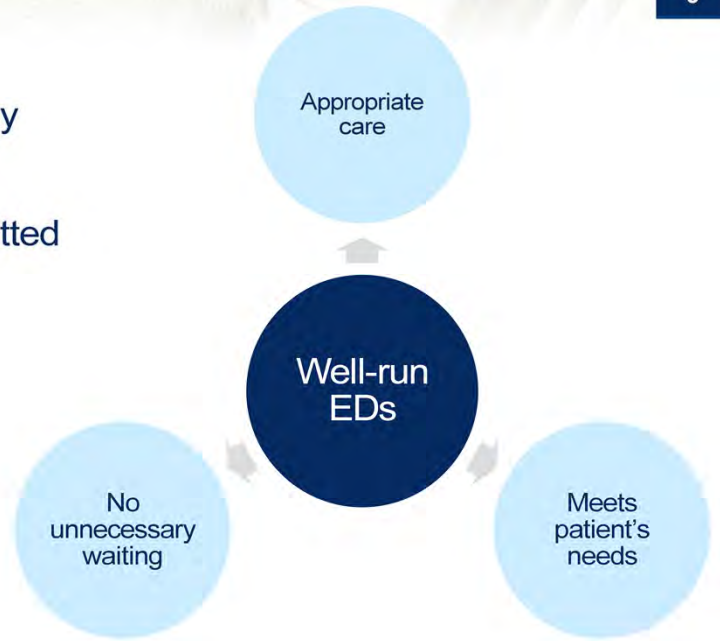 Appropriate
care
Well-run
EDs
No
unnecessary
waiting
Meets
patient's
needs